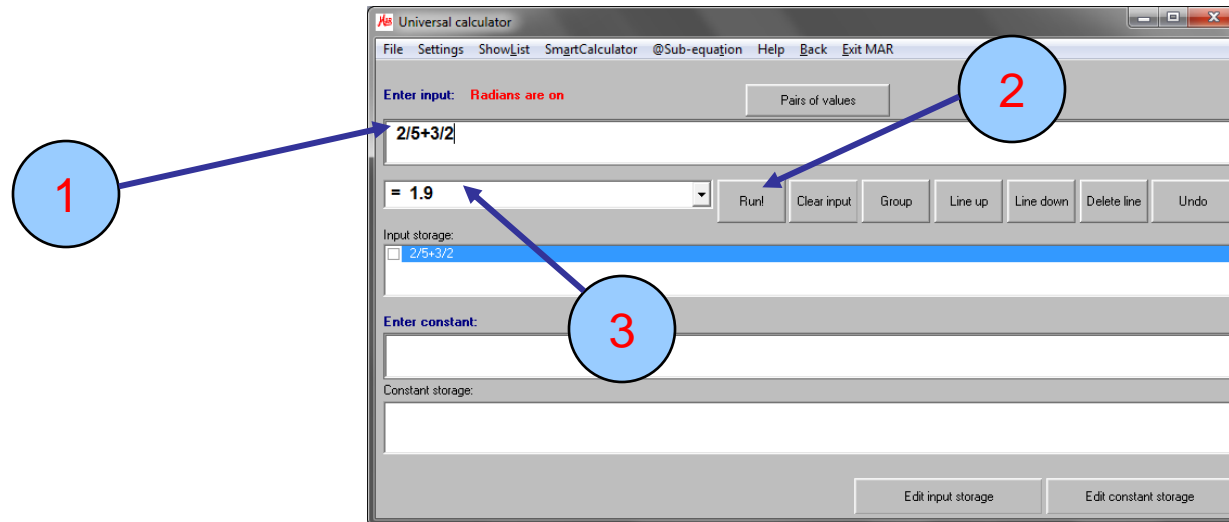 MAR Universal calculator
File Settings ShowList SmartCalculator @Sub-equation Help Back Exit MAR
Enter input: Radians are on
Pairs of values
2
2/5+3/2
1
= 1.9
Run!
Clear input
Group
Line up
Line down
Delete line
Undo
Input storage:
2/5+3/2
Enter constant:
3
Constant storage:
Edit input storage
Edit constant storage